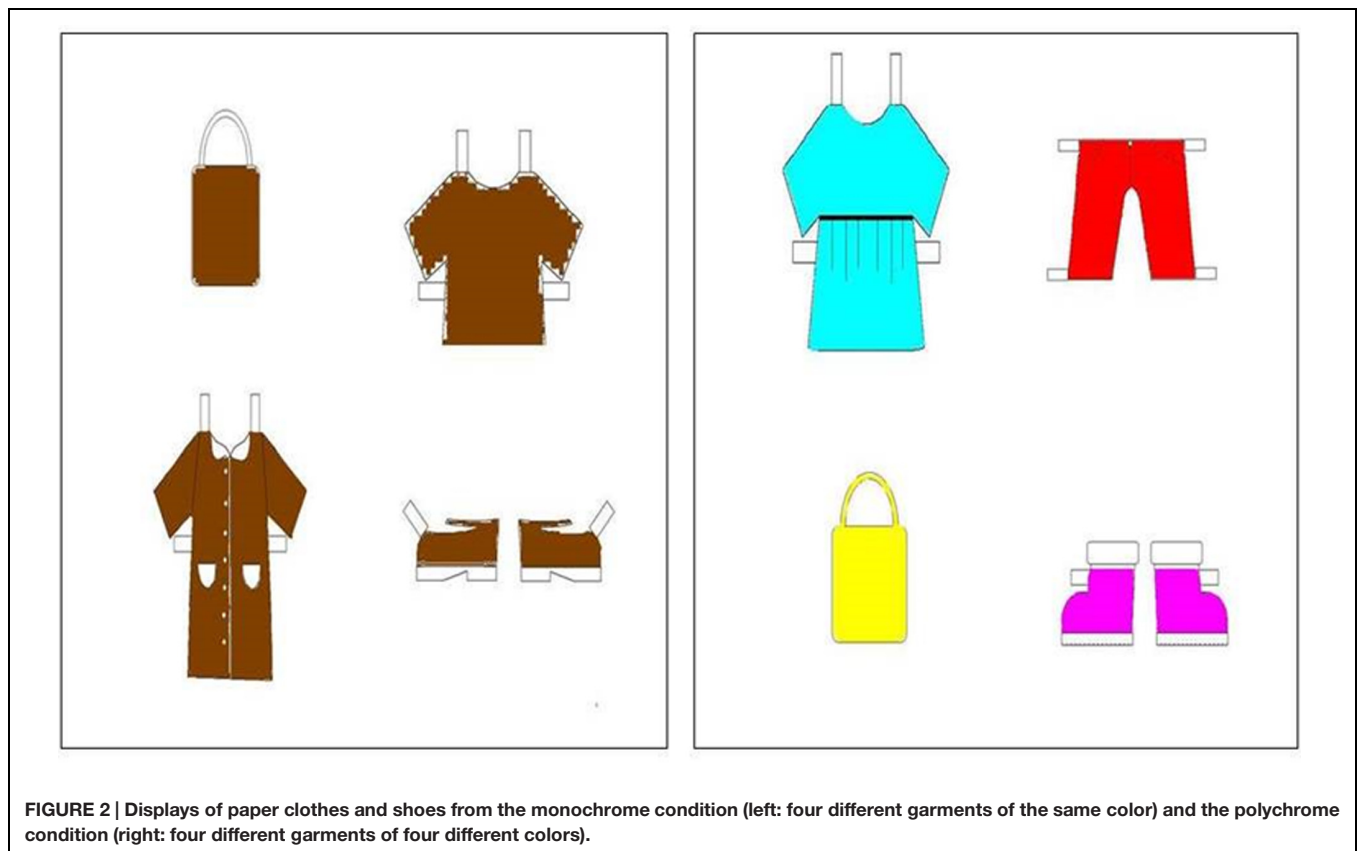 FIGURE 2 | Displays of paper clothes and shoes from the monochrome condition (left: four different garments of the same color) and the polychrome
condition (right: four different garments of four different colors).